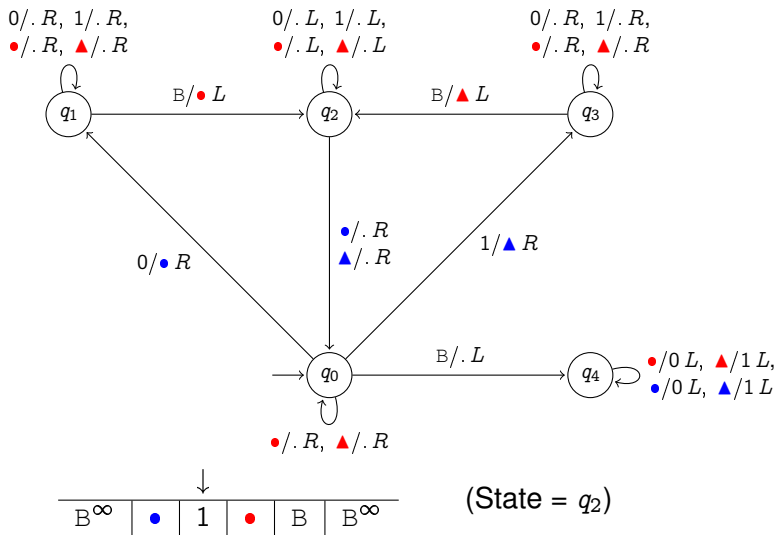 0/. R, 1/. R,
●/. R, ▲/. R
0/. L, 1/. L,
●/. L, ▲/. L
0/. R, 1/. R,
●/. R, ▲/. R
q1
B/● L
q2
B/▲ L
q3
0/● R
●/. R
▲/. R
1/▲ R
q0
B/. L
q4
●/0 L, ▲/1 L,
●/0 L, ▲/1 L
●/. R, ▲/. R
B∞ ● 1 ● B B∞
(State = q2)